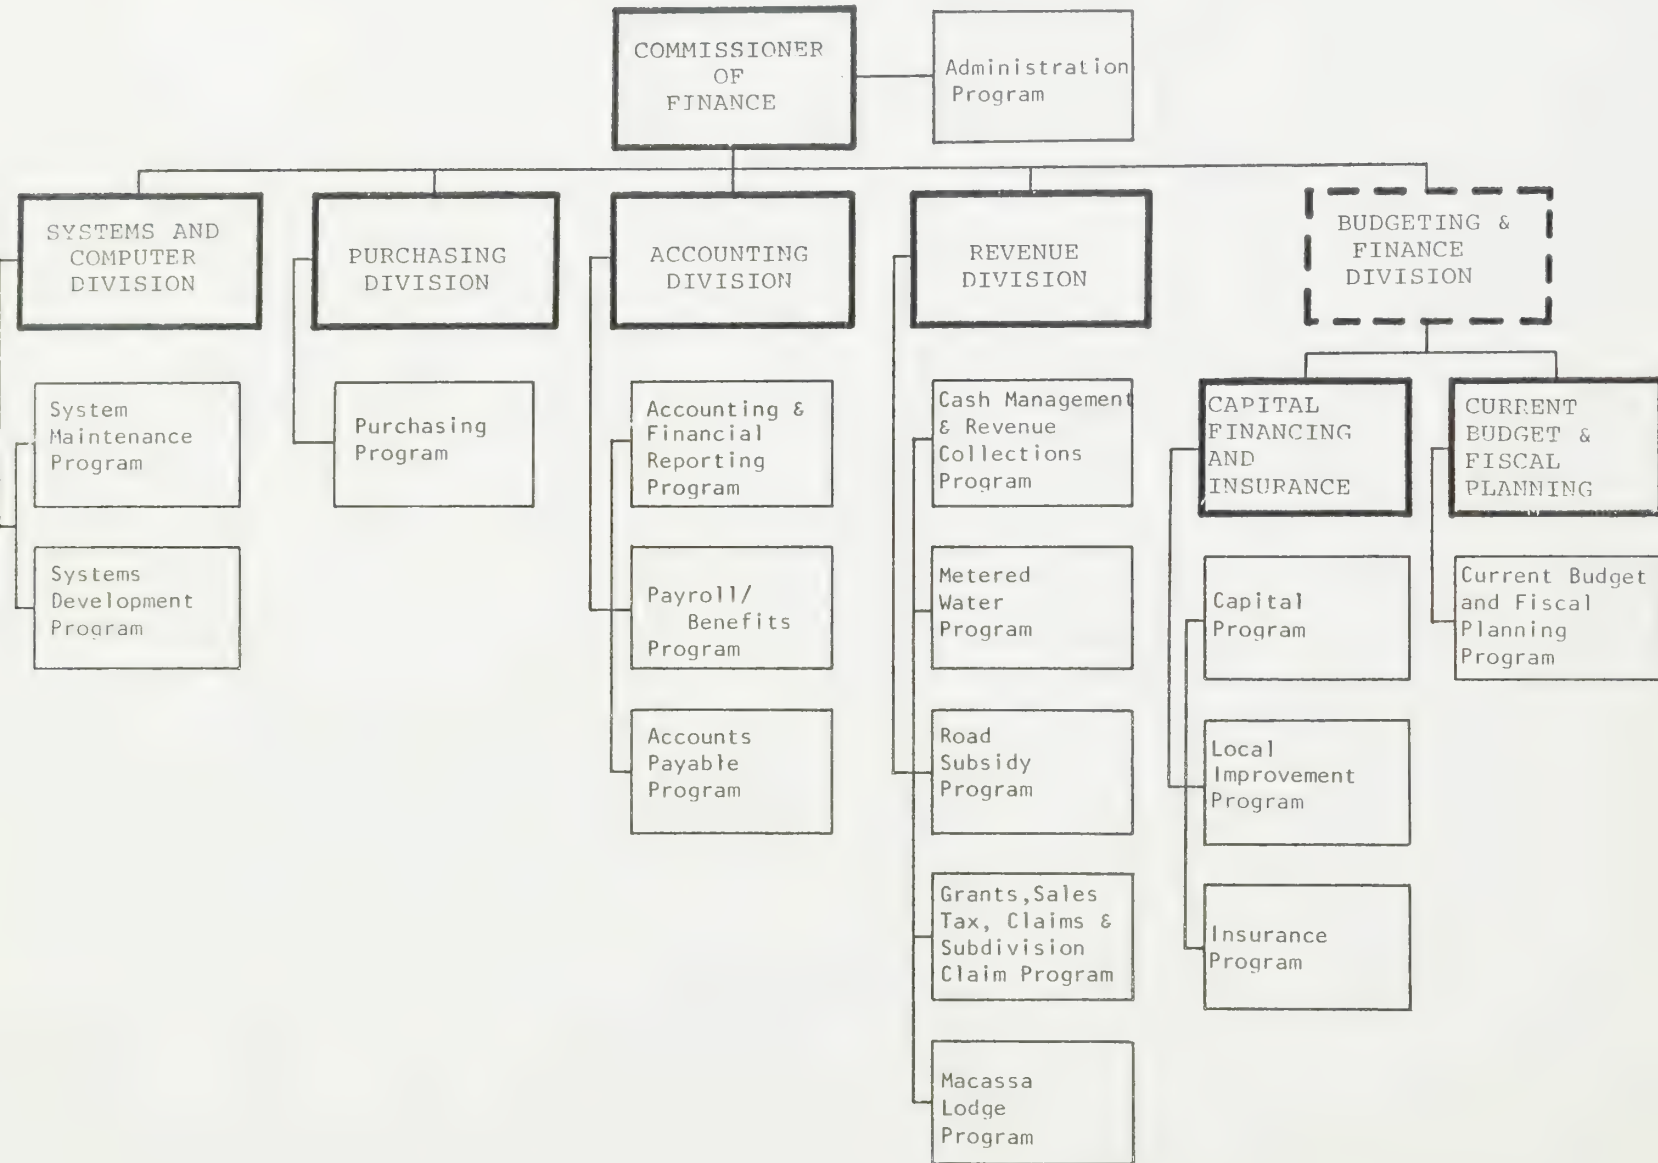 COMMISSIONER
OF
FINANCE
Administration
Program
SYSTEMS AND
COMPUTER
DIVISION
PURCHASING
DIVISION
ACCOUNTING
DIVISION
REVENUE
DIVISION
BUDGETING &
FINANCE
DIVISION
System
Maintenance
Program
Systems
Development
Program
Purchasing
Program
Accounting &
Financial
Reporting
Program
Payroll/
Benefits
Program
Accounts
Payable
Program
Cash Management
& Revenue
Collections
Program
Metered
Water
Program
Road
Subsidy
Program
Grants,Sales
Tax, Claims &
Subdivision
Claim Program
Macassa
Lodge
Program
CAPITAL
FINANCING
AND
INSURANCE
Capital
Program
Local
Improvement
Program
Insurance
Program
CURRENT
BUDGET &
FISCAL
PLANNING
Current Budget
and Fiscal
Planning
Program